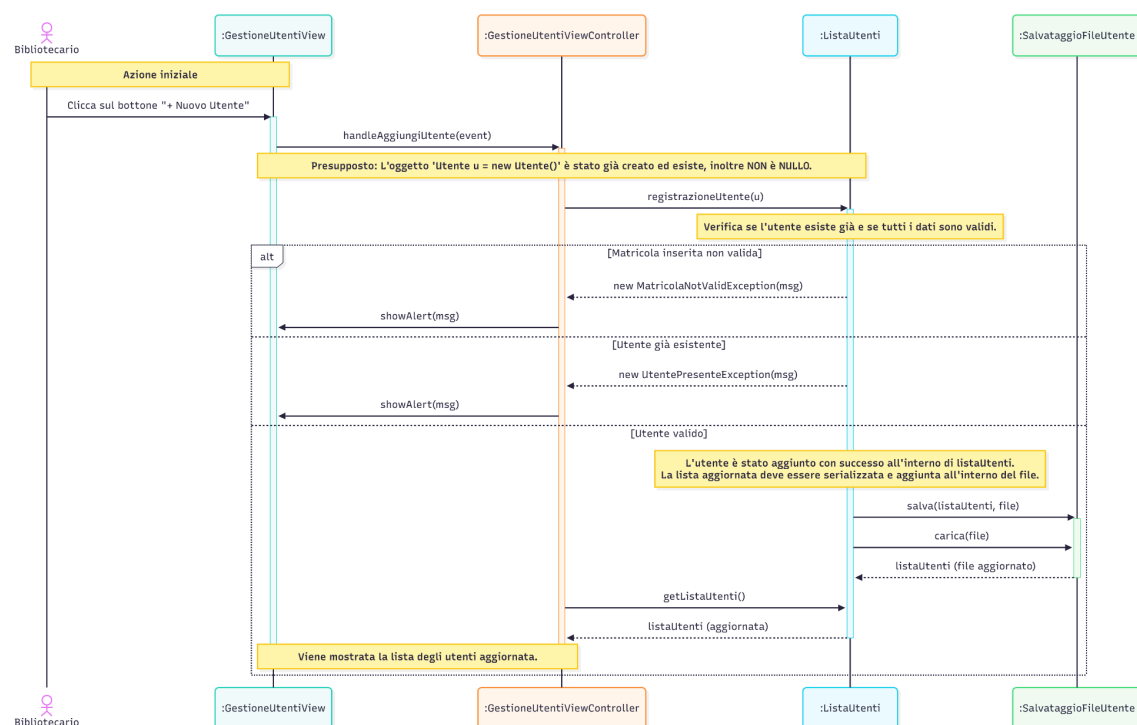 :GestioneUtentiView
:GestioneUtentiViewController
:ListaUtenti
:SalvataggioFileUtente
Bibliotecario
Azione iniziale
Clicca sul bottone "+ Nuovo Utente"
handleAggiungiUtente(event)
Presupposto: L'oggetto 'Utente u = new Utente()' è stato già creato ed esiste, inoltre NON è NULLO.
registrazioneUtente(u)
Verifica se l'utente esiste già e se tutti i dati sono validi.
alt
[Matricola inserita non valida]
new MatricolaNotValidException(msg)
showAlert(msg)
[Utente già esistente]
new UtentePresenteException(msg)
showAlert(msg)
[Utente valido]
L'utente è stato aggiunto con successo all'interno di listaUtenti.
La lista aggiornata deve essere serializzata e aggiunta all'interno del file.
salva(listaUtenti, file)
carica(file)
listaUtenti (file aggiornato)
getListaUtenti()
listaUtenti (aggiornata)
Viene mostrata la lista degli utenti aggiornata.
:GestioneUtentiView
:GestioneUtentiViewController
:ListaUtenti
:SalvataggioFileUtente
Bibliotecario